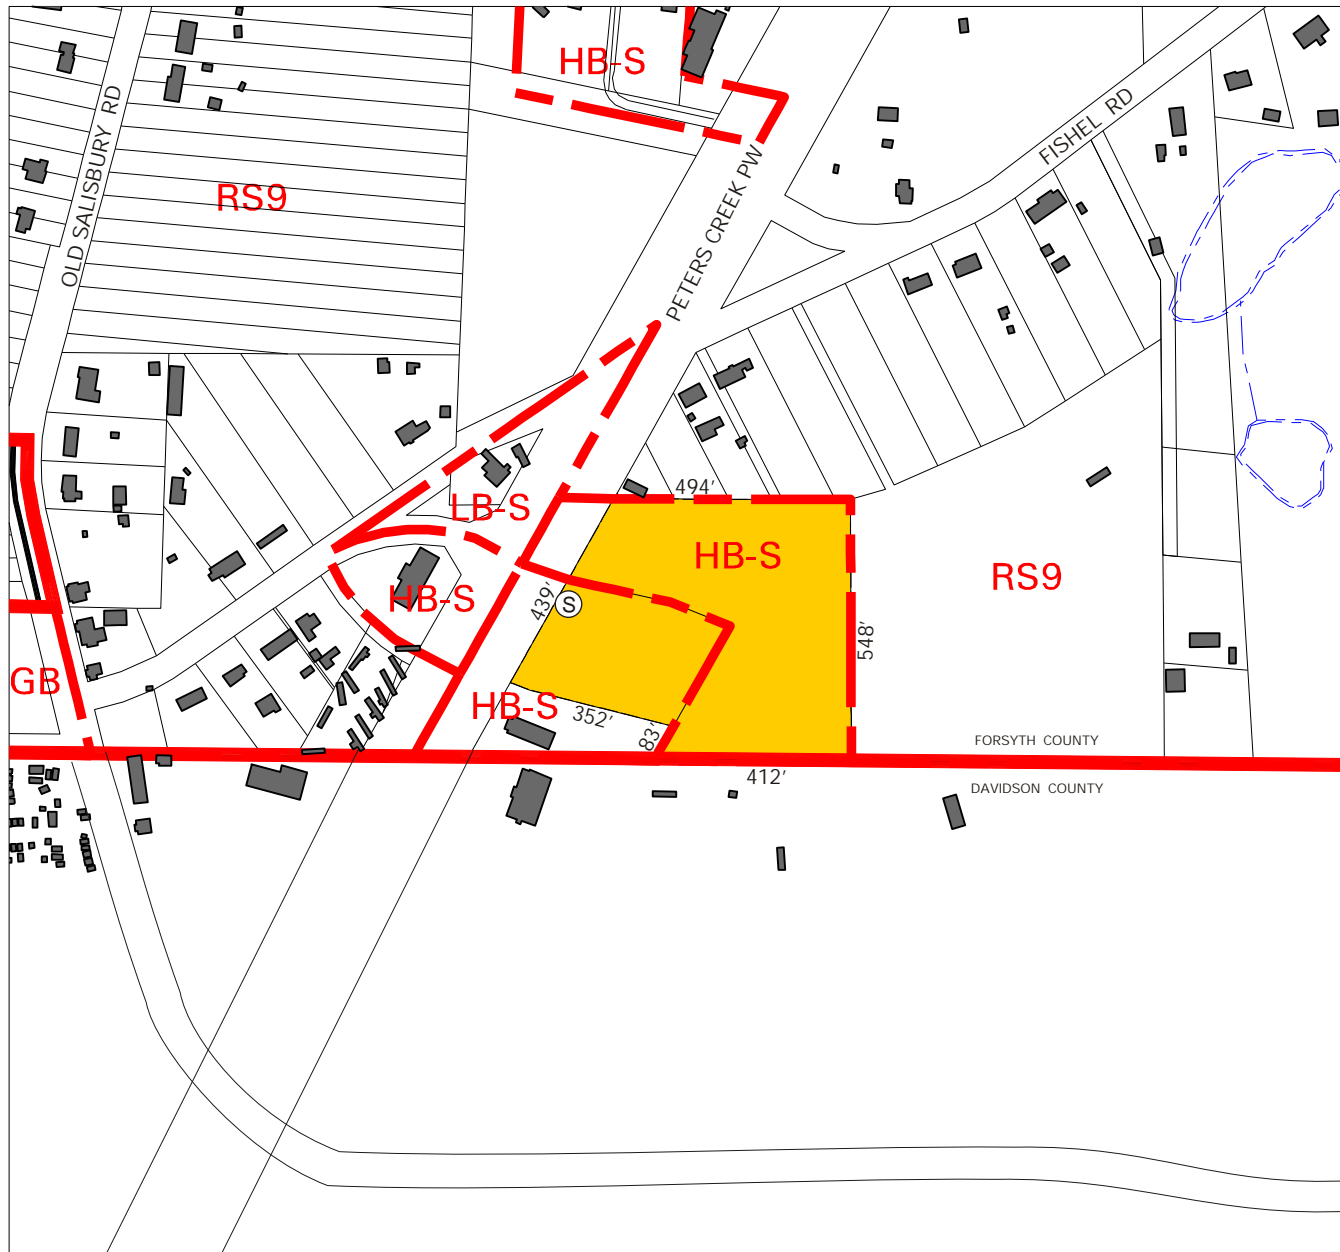 HB-S
OLD SALISBURY RD
FISHEL RD
RS9
PETERS CREEK PW
494'
LB-S
HB-S
RS9
HB-S
439'
S
548'
GB
HB-S
352'
83'
FORSYTH COUNTY
412'
DAVIDSON COUNTY